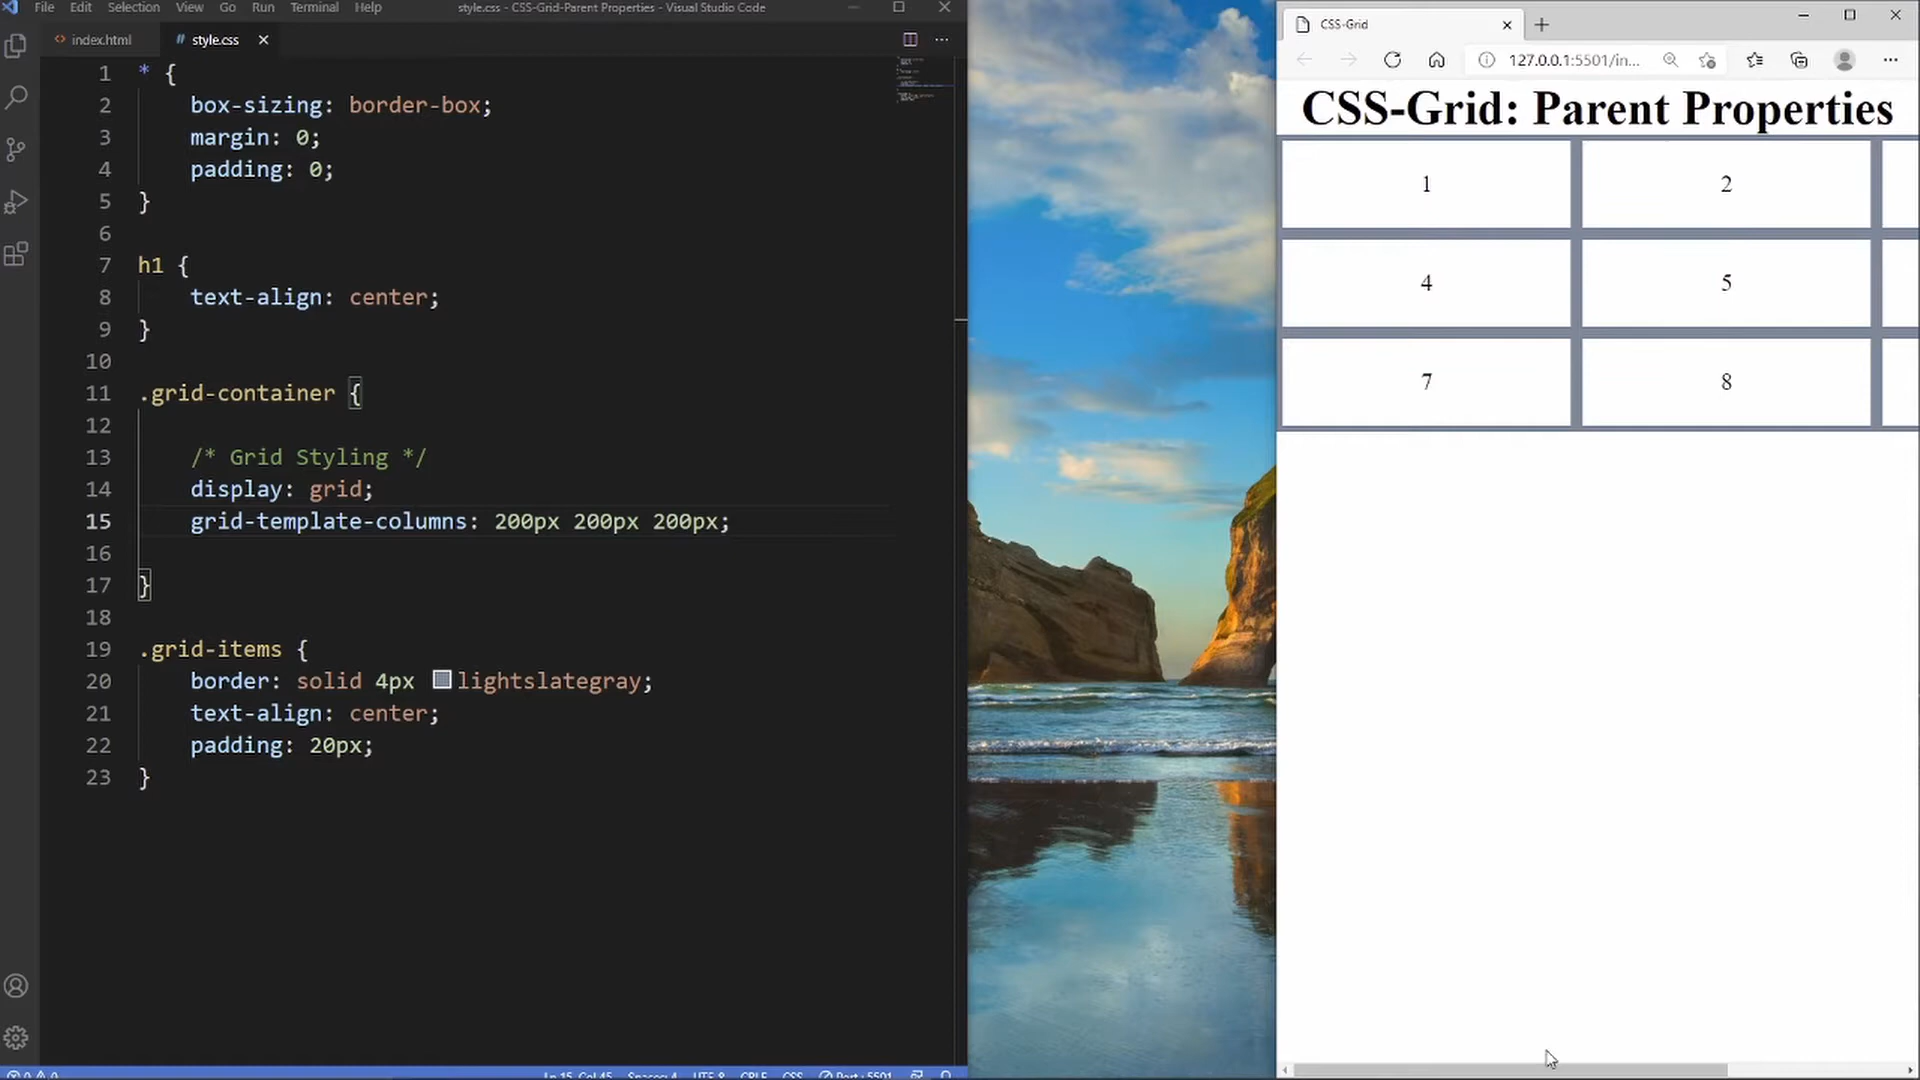 File Edit Selection View Go Run Terminal Help
style.css - CSS-Grid-Parent Properties - Visual Studio Code
<> index.html
# style.css
1 * {
2 box-sizing: border-box;
3 margin: 0;
4 padding: 0;
5 }
6
7 h1 {
8 text-align: center;
9 }
10
11 .grid-container {
12
13 /* Grid Styling */
14 display: grid;
15 grid-template-columns: 200px 200px 200px;
16
17 }
18
19 .grid-items {
20 border: solid 4px lightslategray;
21 text-align: center;
22 padding: 20px;
23 }
CSS-Grid
127.0.0.1:5501/in...
CSS-Grid: Parent Properties
1 2
4 5
7 8